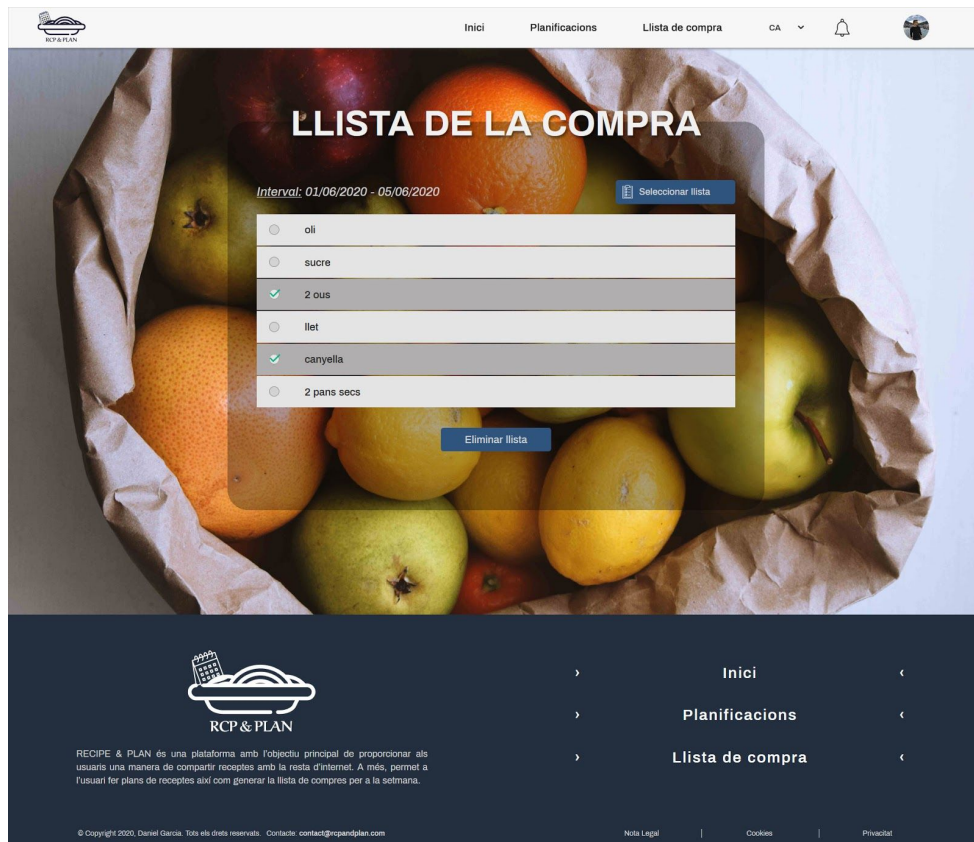 RCP & PLAN
Inici Planificacions Llista de compra CA
LLISTA DE LA COMPRA
Interval: 01/06/2020 - 05/06/2020
Seleccionar llista
oli
sucre
2 ous
llet
canyella
2 pans secs
Eliminar llista
RCP & PLAN
RECIPE & PLAN és una plataforma amb l'objectiu principal de proporcionar als
usuaris una manera de compartir receptes amb la resta d'internet. A més, permet a
l'usuari fer plans de receptes així com generar la llista de compres per a la setmana.
› Inici ‹
› Planificacions ‹
› Llista de compra ‹
© Copyright 2020, Daniel Garcia. Tots els drets reservats. Contacte: contact@rcpandplan.com
Nota Legal | Cookies | Privacitat